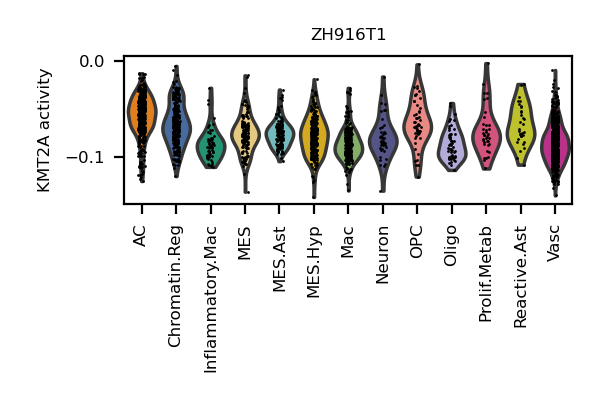 ZH916T1
KMT2A activity
0.0
−0.1
AC
Chromatin.Reg
Inflammatory.Mac
MES
MES.Ast
MES.Hyp
Mac
Neuron
OPC
Oligo
Prolif.Metab
Reactive.Ast
Vasc